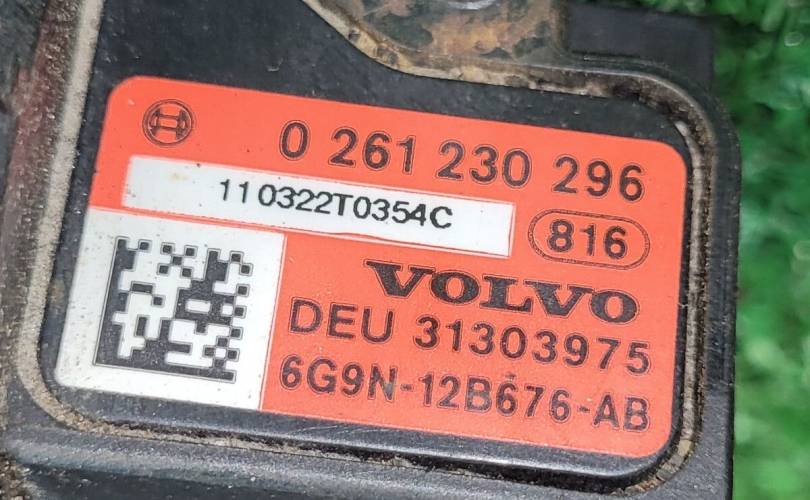 0 261 230 296
110322T0354C
816
VOLVO
DEU 31303975
6G9N-12B676-AB